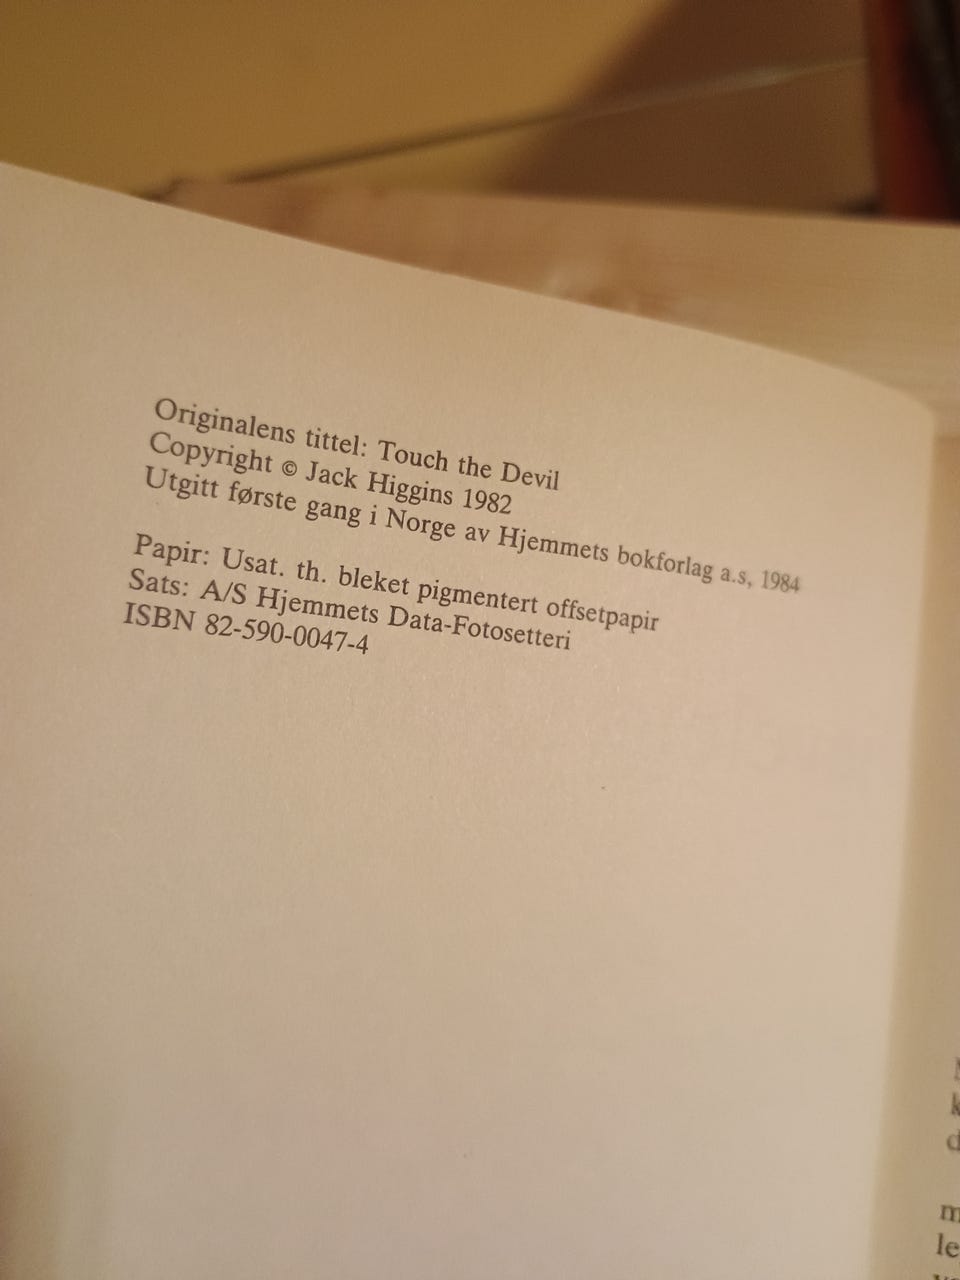 Originalens tittel: Touch the Devil
Copyright © Jack Higgins 1982
Utgitt første gang i Norge av Hjemmets bokforlag a.s, 1984
Papir: Usat. th. bleket pigmentert offsetpapir
Sats: A/S Hjemmets Data-Fotosetteri
ISBN 82-590-0047-4